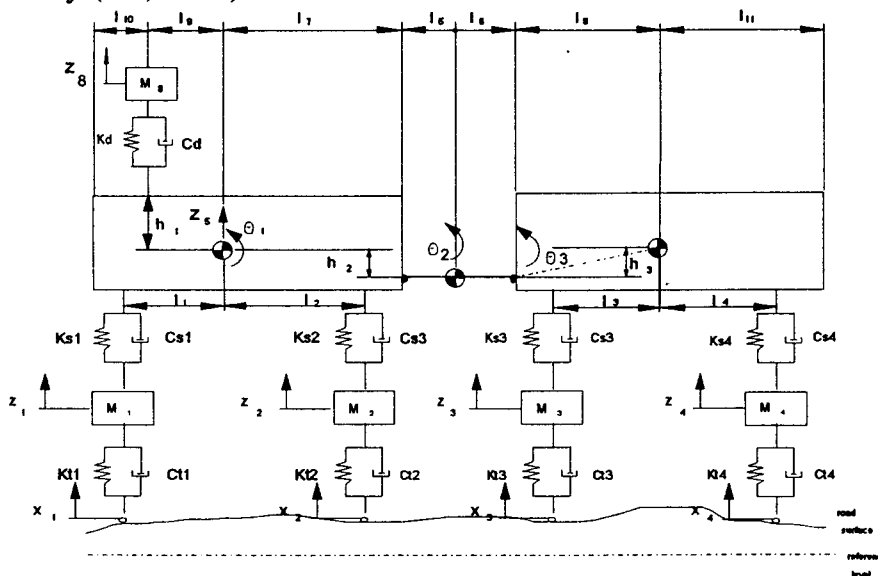 l₁₀ l₉ l₇ l₅ l₆ l₈ l₁₁
Z₈ M₈
Kd Cd
h₁ Z₅ θ₁ h₂ θ₂ θ3 h₃
l₁ l₂ l₃ l₄
Ks1 Cs1 Ks2 Cs3 Ks3 Cs3 Ks4 Cs4
Z₁ M₁ Z₂ M₂ Z₃ M₃ Z₄ M₄
Kt1 Ct1 Kt2 Ct2 Kt3 Ct3 Kt4 Ct4
X₁ X₂ X₃ X₄ road
surface
reference
level